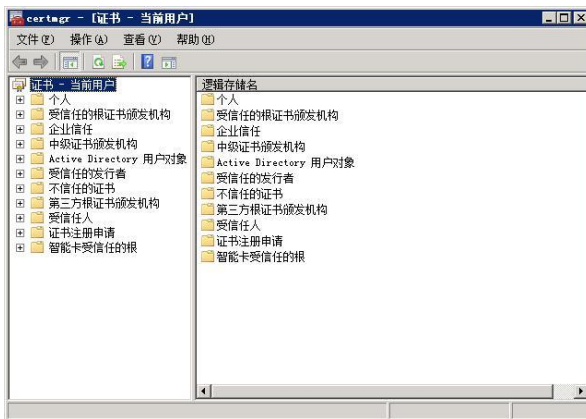 certmgr - [证书 - 当前用户]
文件(F) 操作(A) 查看(V) 帮助(H)
证书 - 当前用户
个人
受信任的根证书颁发机构
企业信任
中级证书颁发机构
Active Directory 用户对象
受信任的发行者
不信任的证书
第三方根证书颁发机构
受信任人
证书注册申请
智能卡受信任的根
逻辑存储名
个人
受信任的根证书颁发机构
企业信任
中级证书颁发机构
Active Directory 用户对象
受信任的发行者
不信任的证书
第三方根证书颁发机构
受信任人
证书注册申请
智能卡受信任的根